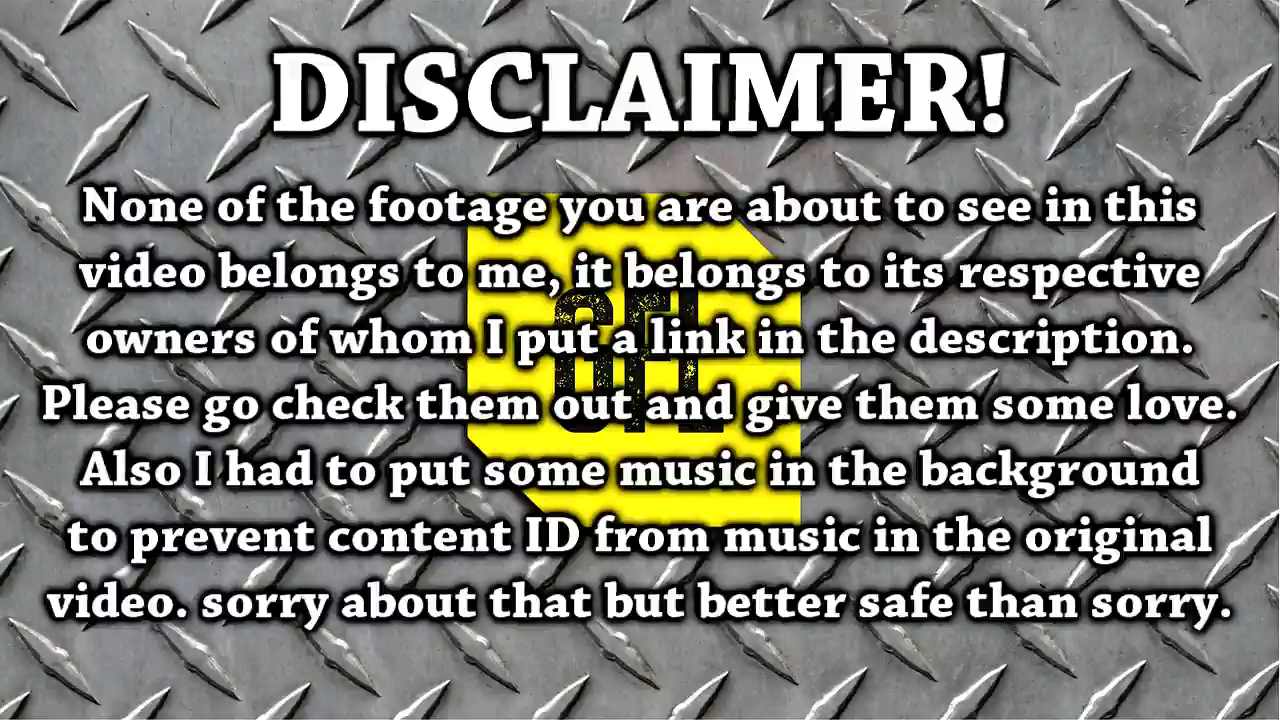 DISCLAIMER!
None of the footage you are about to see in this
video belongs to me, it belongs to its respective
owners of whom I put a link in the description.
Please go check them out and give them some love.
Also I had to put some music in the background
to prevent content ID from music in the original
video. sorry about that but better safe than sorry.